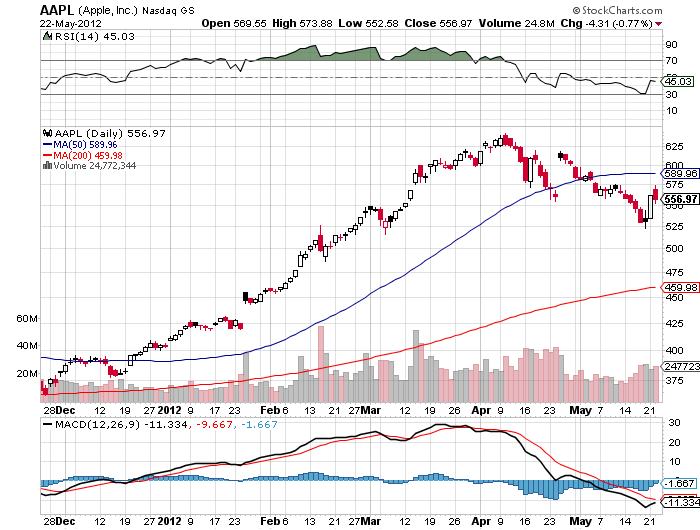 AAPL (Apple, Inc.) Nasdaq GS © StockCharts.com
22-May-2012 Open 569.55 High 573.88 Low 552.58 Close 556.97 Volume 24.8M Chg -4.31 (-0.77%)
RSI(14) 45.03
90
70
50
45.03
30
10
AAPL (Daily) 556.97
MA(50) 589.96
MA(200) 459.98
Volume 24,772,344
625
600
589.96
575
556.97
550
525
500
475
459.98
450
425
60M
400
40M
20M
247723
375
28 Dec 12 19 27 2012 9 17 23 Feb 6 13 21 27 Mar 12 19 26 Apr 9 16 23 May 7 14 21
MACD(12,26,9) -11.334, -9.667, -1.667
30
20
10
-1.667
-11.334
28 Dec 12 19 27 2012 9 17 23 Feb 6 13 21 27 Mar 12 19 26 Apr 9 16 23 May 7 14 21